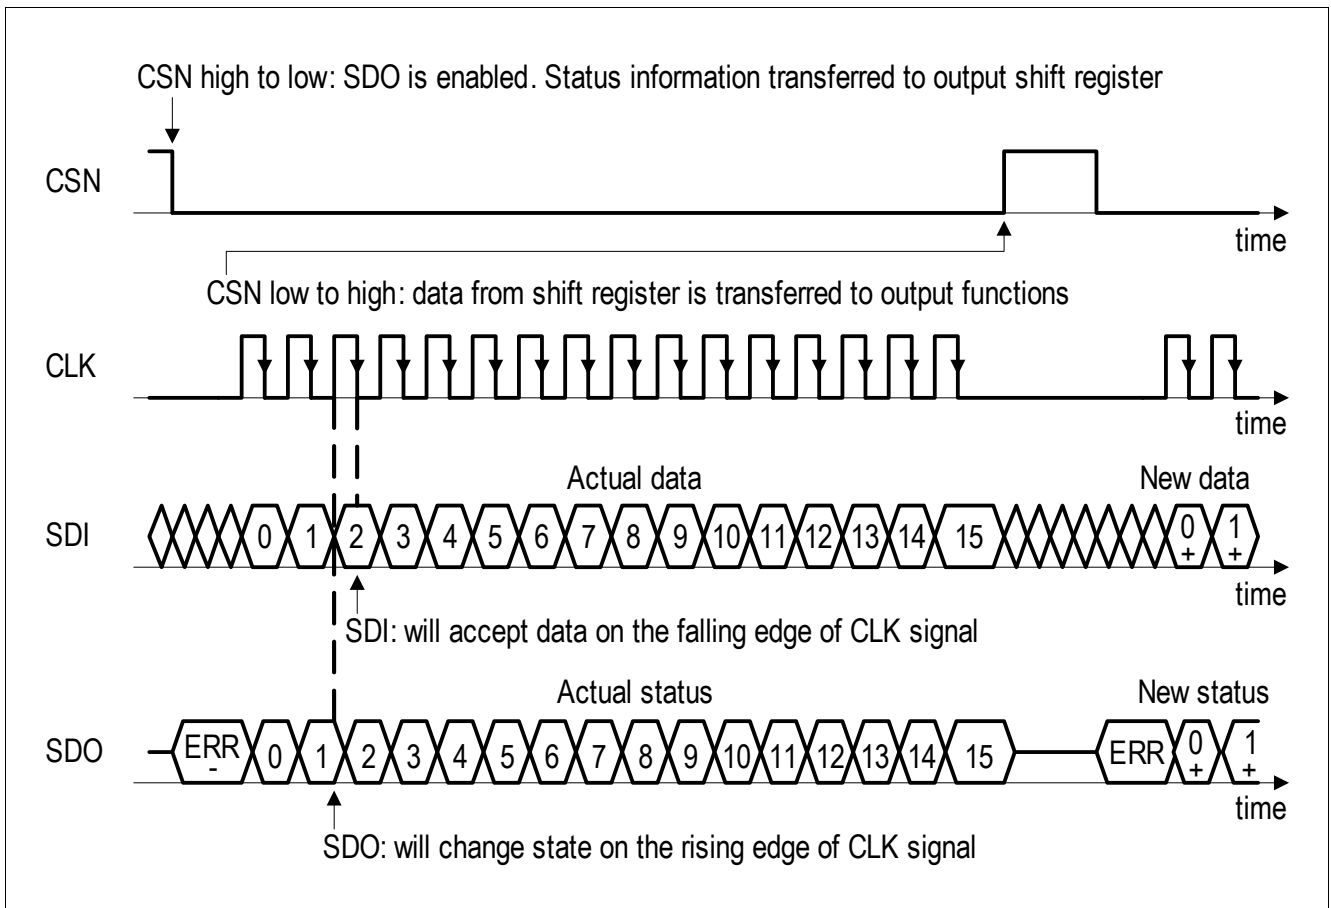 CSN high to low: SDO is enabled. Status information transferred to output shift register
CSN
time
CSN low to high: data from shift register is transferred to output functions
CLK
time
Actual data
New data
SDI
0 1 2 3 4 5 6 7 8 9 10 11 12 13 14 15 0+ 1+
time
SDI: will accept data on the falling edge of CLK signal
Actual status
New status
SDO
ERR- 0 1 2 3 4 5 6 7 8 9 10 11 12 13 14 15 ERR 0+ 1+
time
SDO: will change state on the rising edge of CLK signal